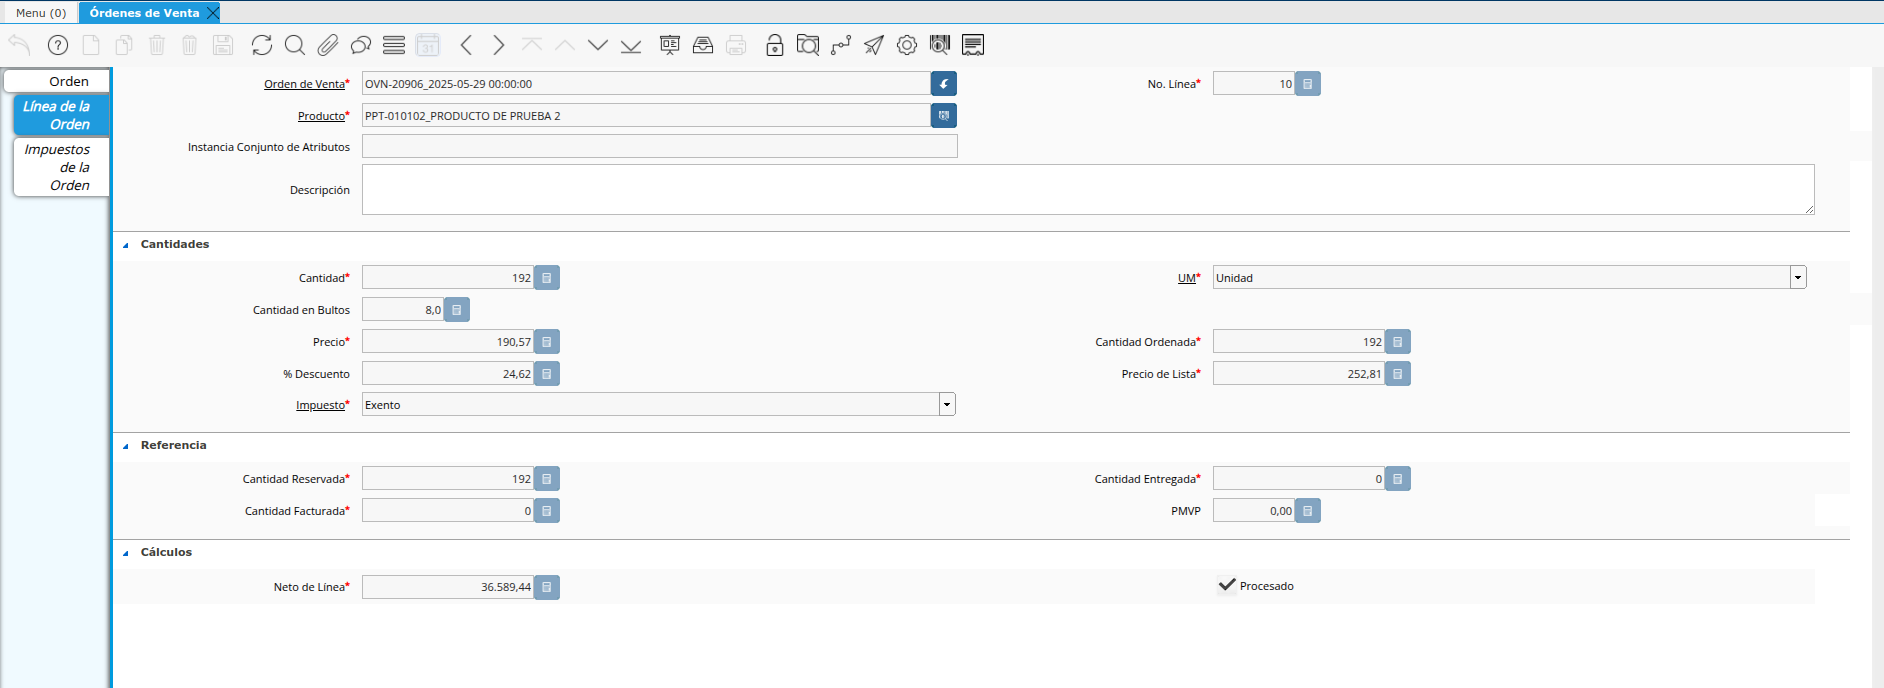 Menu (0)
Órdenes de Venta
31
Orden
Línea de la
Orden
Impuestos
de la
Orden
Orden de Venta* OVN-20906_2025-05-29 00:00:00 No. Línea* 10
Producto* PPT-010102_PRODUCTO DE PRUEBA 2
Instancia Conjunto de Atributos
Descripción
Cantidades
Cantidad* 192 UM* Unidad
Cantidad en Bultos 8,0
Precio* 190,57 Cantidad Ordenada* 192
% Descuento 24,62 Precio de Lista* 252,81
Impuesto* Exento
Referencia
Cantidad Reservada* 192 Cantidad Entregada* 0
Cantidad Facturada* 0 PMVP 0,00
Cálculos
Neto de Línea* 36.589,44 Procesado